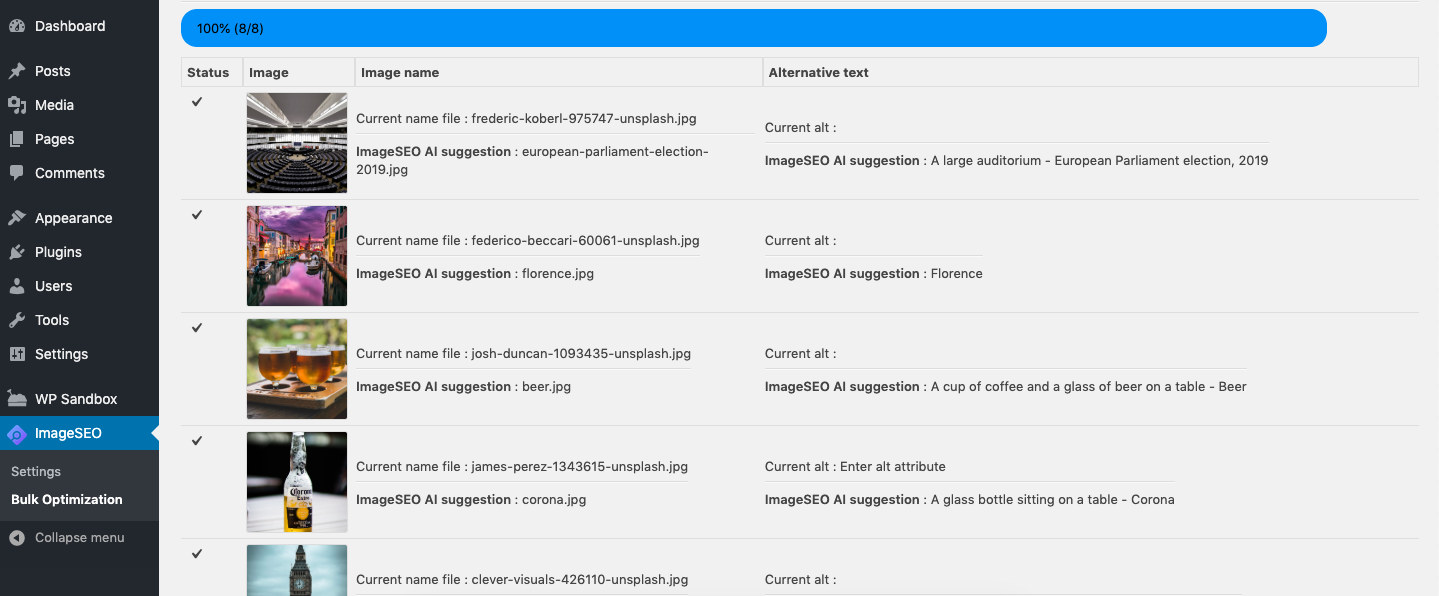 Dashboard
Posts
Media
Pages
Comments
Appearance
Plugins
Users
Tools
Settings
WP Sandbox
ImageSEO
Settings
Bulk Optimization
Collapse menu
100% (8/8)
Status Image Image name Alternative text
Current name file : frederic-koberl-975747-unsplash.jpg
ImageSEO AI suggestion : european-parliament-election-
2019.jpg
Current alt :
ImageSEO AI suggestion : A large auditorium - European Parliament election, 2019
Current name file : federico-beccari-60061-unsplash.jpg
ImageSEO AI suggestion : florence.jpg
Current alt :
ImageSEO AI suggestion : Florence
Current name file : josh-duncan-1093435-unsplash.jpg
ImageSEO AI suggestion : beer.jpg
Current alt :
ImageSEO AI suggestion : A cup of coffee and a glass of beer on a table - Beer
Corona
Extra
Current name file : james-perez-1343615-unsplash.jpg
ImageSEO AI suggestion : corona.jpg
Current alt : Enter alt attribute
ImageSEO AI suggestion : A glass bottle sitting on a table - Corona
Current name file : clever-visuals-426110-unsplash.jpg
Current alt :